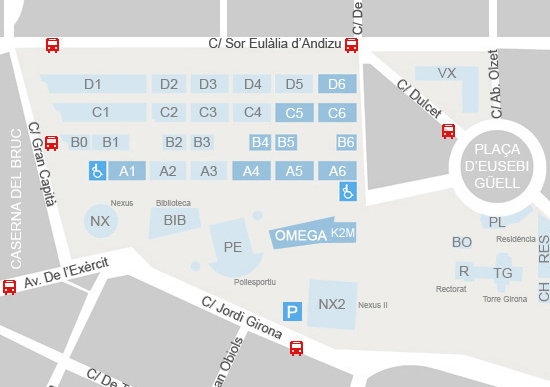 C/ Sor Eulàlia d'Andizu
C/ De
C/ Ab. Olzet
VX
D1
D2
D3
D4
D5
D6
C/ Dulcet
C1
C2
C3
C4
C5
C6
C/ Gran Capità
CASERNA DEL BRUC
B0
B1
B2
B3
B4
B5
B6
PLAÇA
D'EUSEBI
GÜELL
A1
A2
A3
A4
A5
A6
Nexus
NX
Biblioteca
BIB
PE
Poliesportiu
OMEGA
K2M
PL
Residència
BO
RES
CH
R
Rectorat
TG
Torre Girona
Av. De l'Exèrcit
P
NX2
Nexus II
C/ Jordi Girona
an Obiols
C/ De